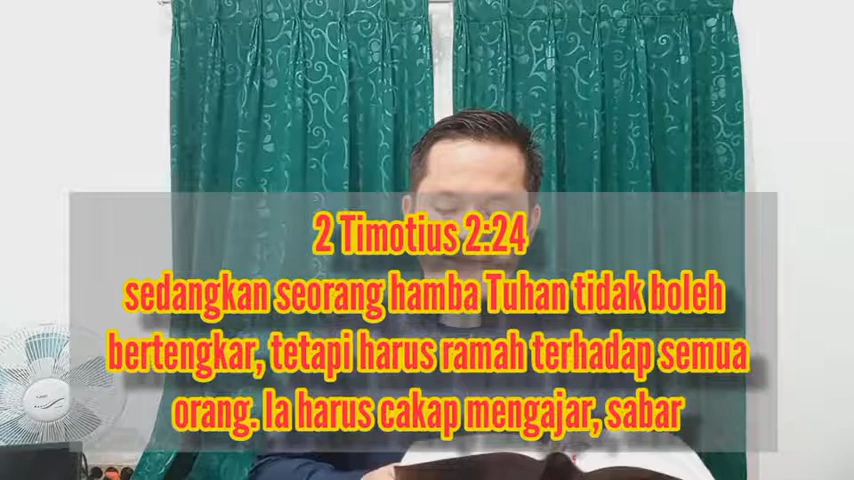 2 Timotius 2:24
sedangkan seorang hamba Tuhan tidak boleh
bertengkar, tetapi harus ramah terhadap semua
orang. Ia harus cakap mengajar, sabar